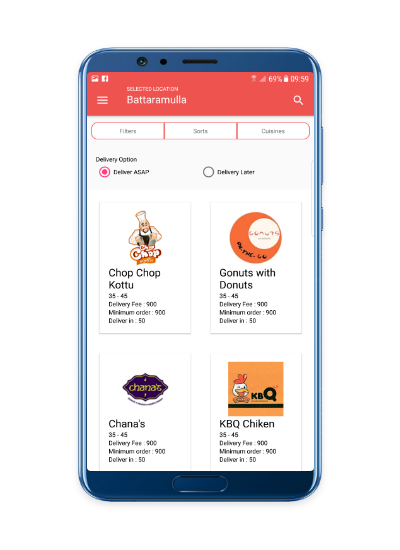 69% 09:59
SELECTED LOCATION
Battaramulla
Filters
Sorts
Cuisines
Delivery Option
Deliver ASAP
Delivery Later
Chop
Chop Chop Kottu
35 - 45
Delivery Fee : 900
Minimum order : 900
Deliver in : 50
GONUTS
ON-THE-GO
Gonuts with Donuts
35 - 45
Delivery Fee : 900
Minimum order : 900
Deliver in : 50
chana's
Chana's
35 - 45
Delivery Fee : 900
Minimum order : 900
Deliver in : 50
KBQ
KBQ Chiken
35 - 45
Delivery Fee : 900
Minimum order : 900
Deliver in : 50